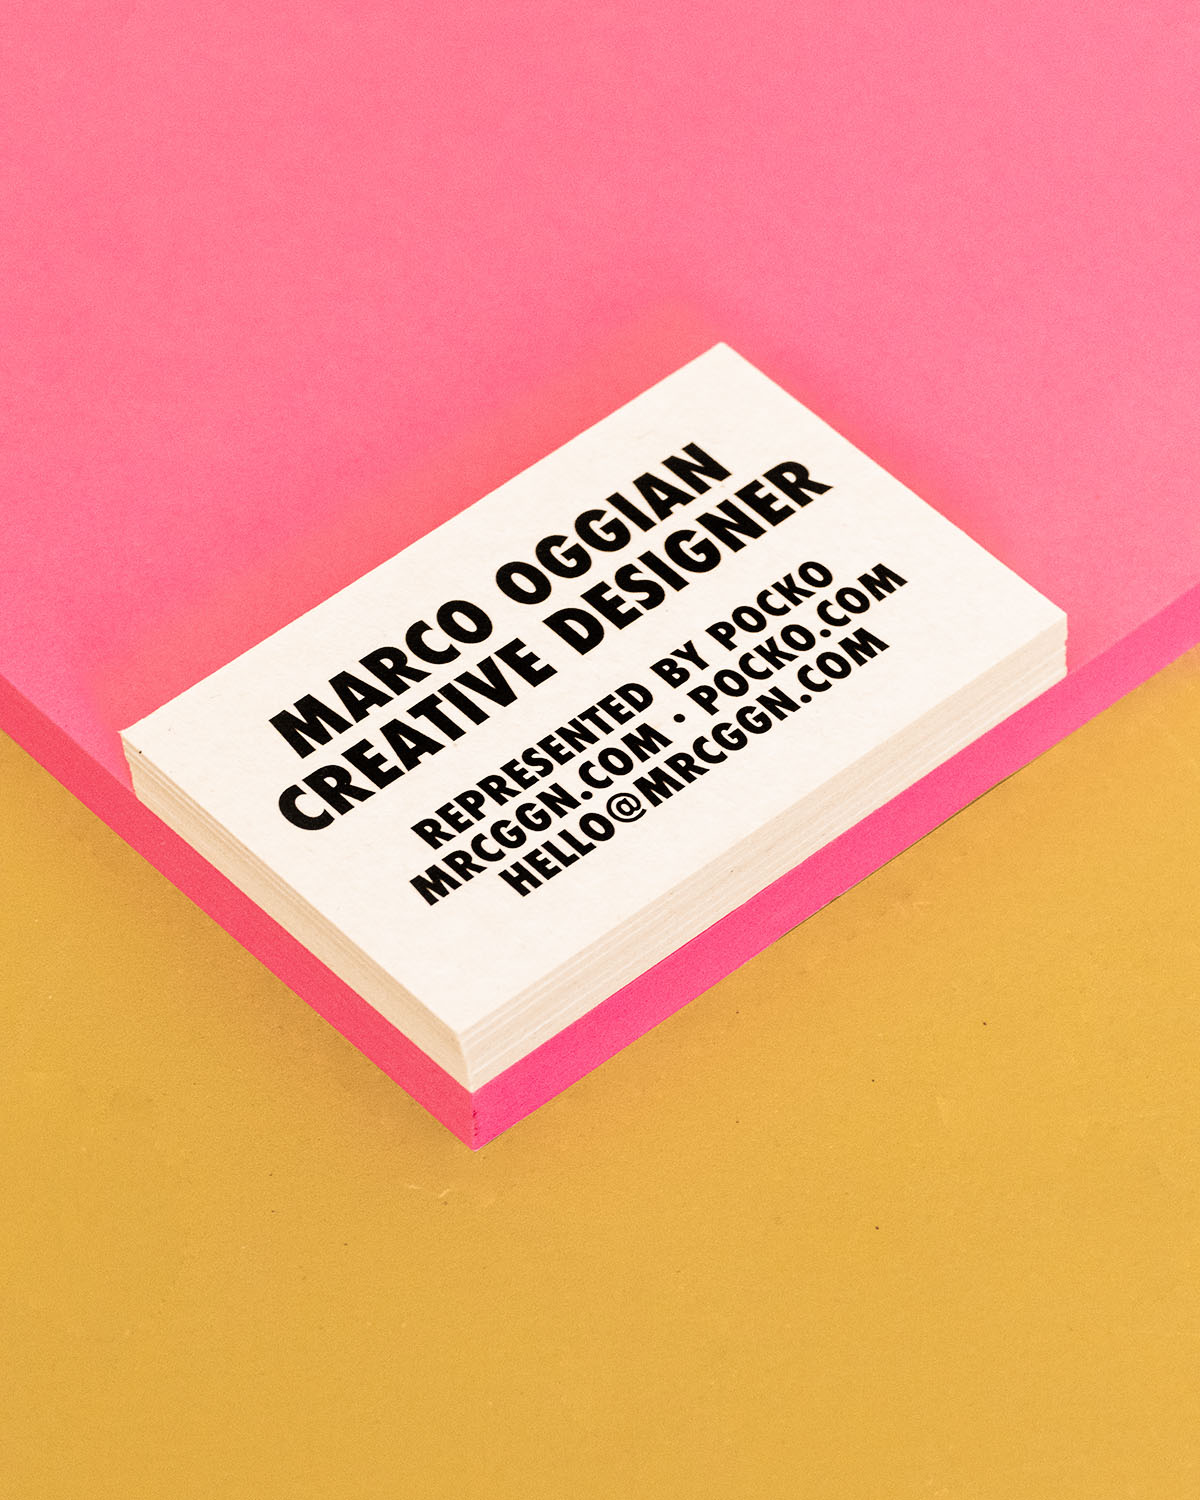 MARCO OGGIAN
CREATIVE DESIGNER
REPRESENTED BY POCKO
MRCGGN.COM • POCKO.COM
HELLO@MRCGGN.COM